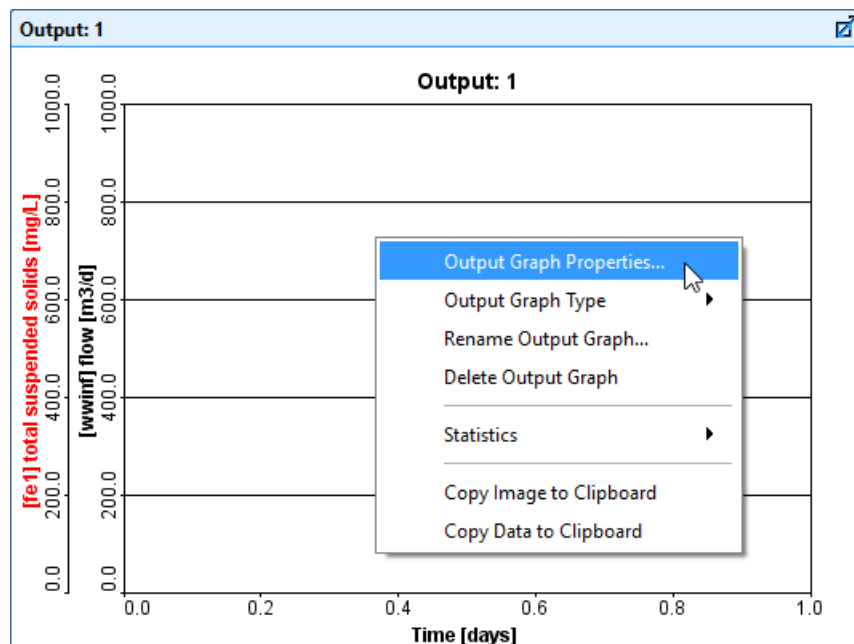 Output: 1
Output: 1
[fe1] total suspended solids [mg/L]
1000.0
800.0
600.0
400.0
200.0
0.0
[wwinf] flow [m3/d]
1000.0
800.0
600.0
400.0
200.0
0.0
Output Graph Properties...
Output Graph Type
Rename Output Graph...
Delete Output Graph
Statistics
Copy Image to Clipboard
Copy Data to Clipboard
0.0 0.2 0.4 0.6 0.8 1.0
Time [days]